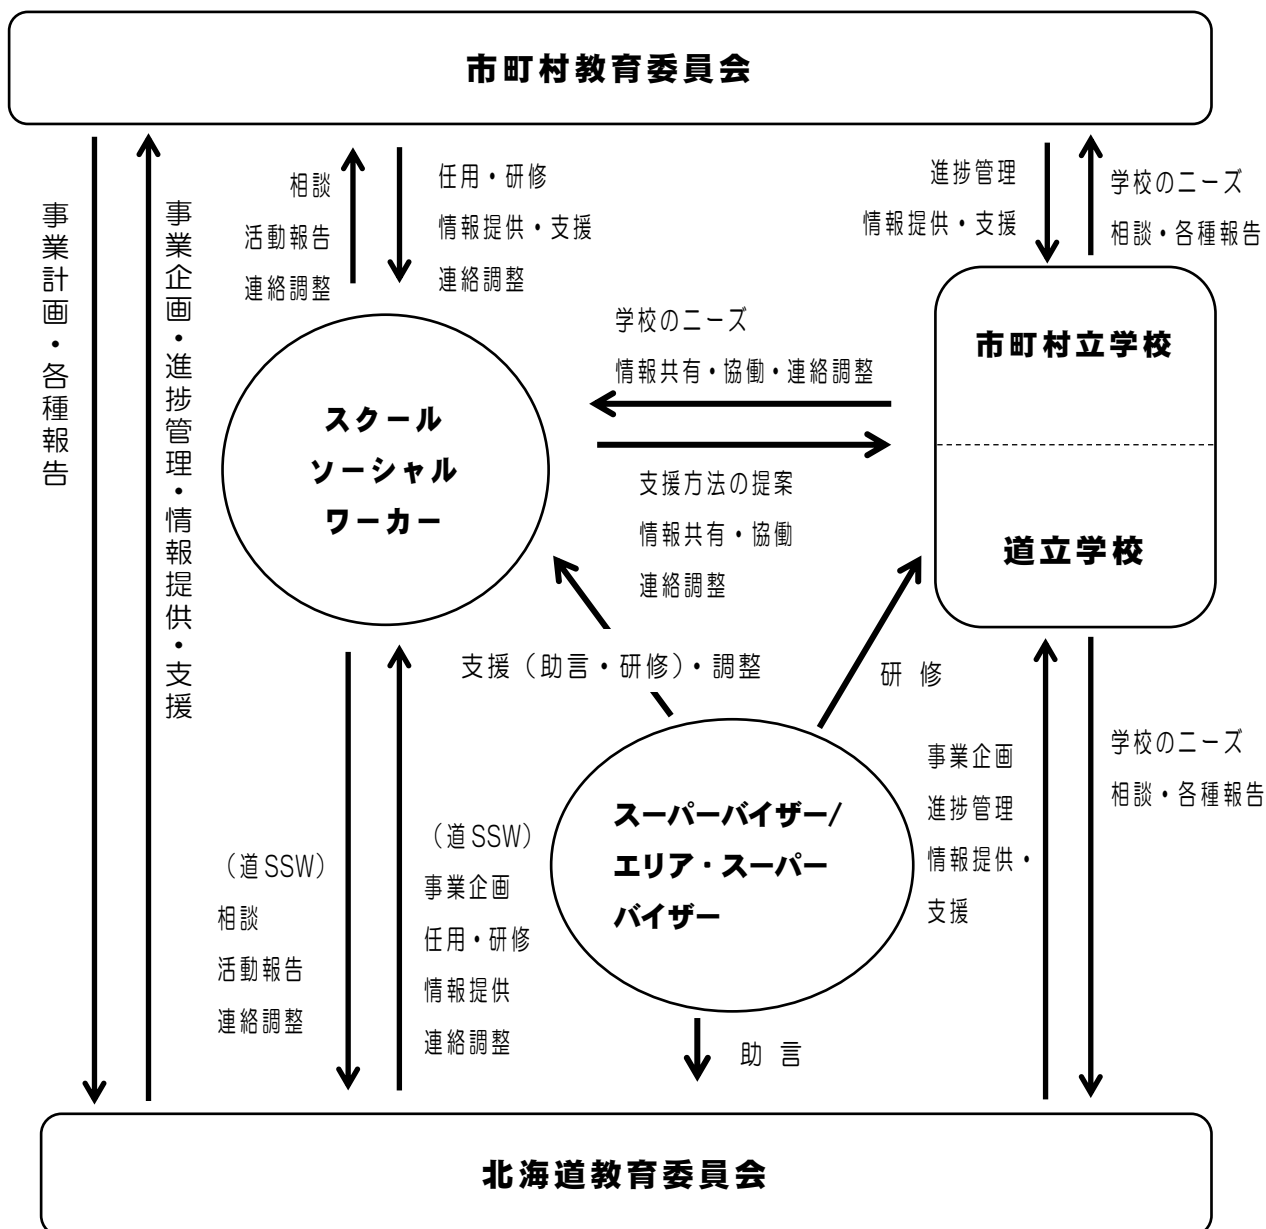 市町村教育委員会
事業計画・各種報告
事業企画・進捗管理・情報提供・支援
相談
活動報告
連絡調整
任用・研修
情報提供・支援
連絡調整
進捗管理
情報提供・支援
学校のニーズ
相談・各種報告
学校のニーズ
情報共有・協働・連絡調整
市町村立学校
スクール
ソーシャル
ワーカー
支援方法の提案
情報共有・協働
連絡調整
道立学校
支援（助言・研修）・調整
研 修
スーパーバイザー/
エリア・スーパー
バイザー
事業企画
進捗管理
情報提供・
支援
学校のニーズ
相談・各種報告
（道 SSW）
相談
活動報告
連絡調整
（道 SSW）
事業企画
任用・研修
情報提供
連絡調整
助 言
北海道教育委員会